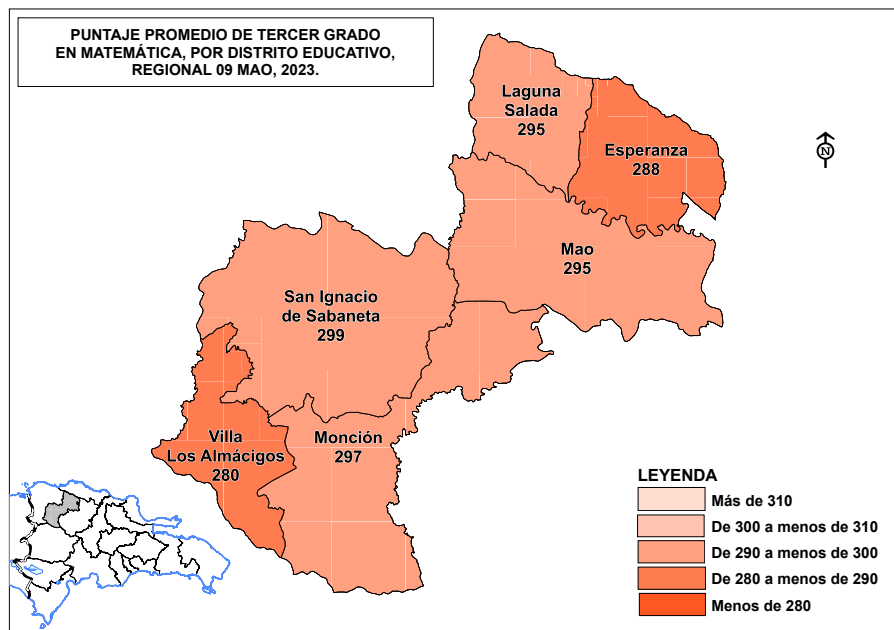 PUNTAJE PROMEDIO DE TERCER GRADO
EN MATEMÁTICA, POR DISTRITO EDUCATIVO,
REGIONAL 09 MAO, 2023.
Laguna
Salada
295
Esperanza
288
N
Mao
295
San Ignacio
de Sabaneta
299
Villa
Los Almácigos
280
Monción
297
LEYENDA
Más de 310
De 300 a menos de 310
De 290 a menos de 300
De 280 a menos de 290
Menos de 280